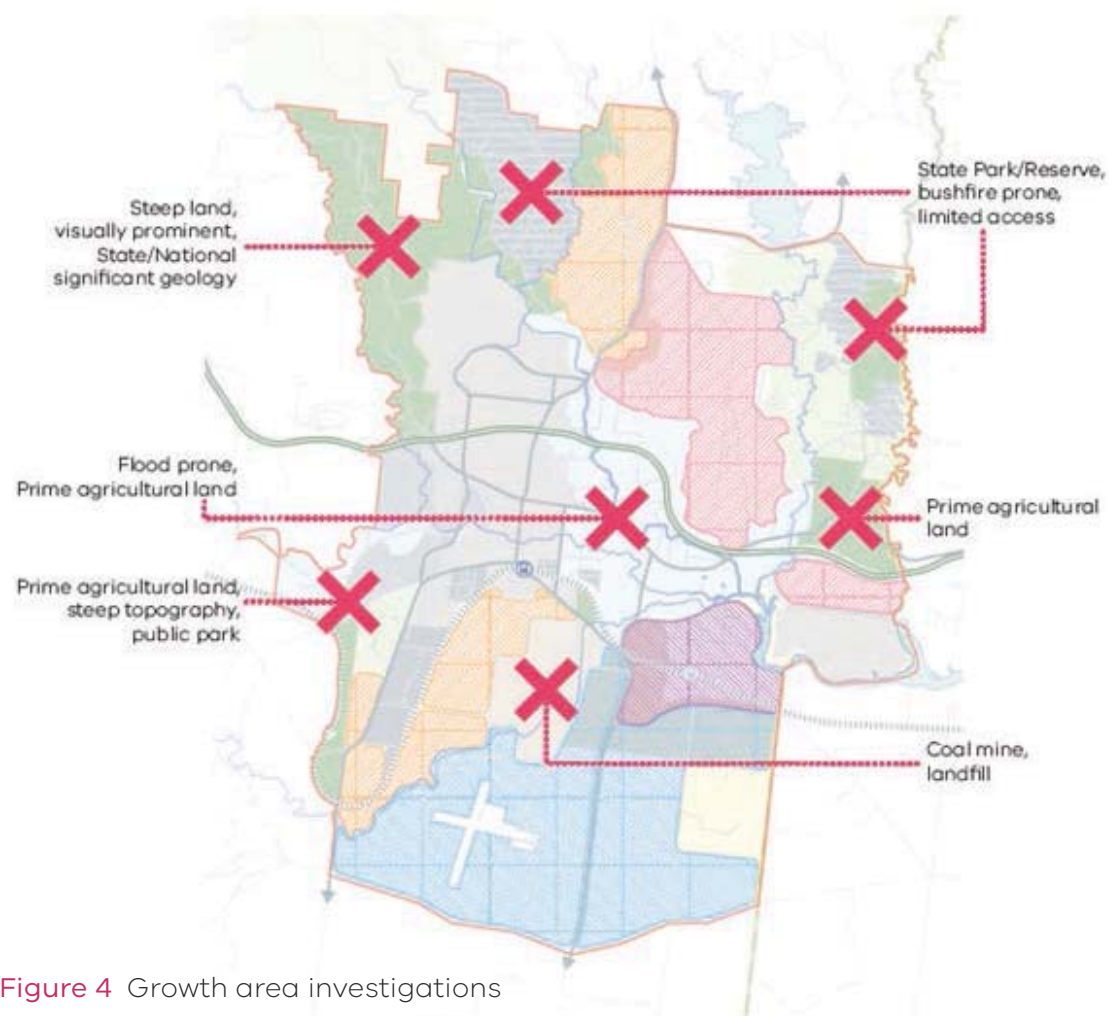 Steep land,
visually prominent,
State/National
significant geology
State Park/Reserve,
bushfire prone,
limited access
Flood prone,
Prime agricultural land
Prime agricultural
land
Prime agricultural land,
steep topography,
public park
Coal mine,
landfill
Figure 4 Growth area investigations